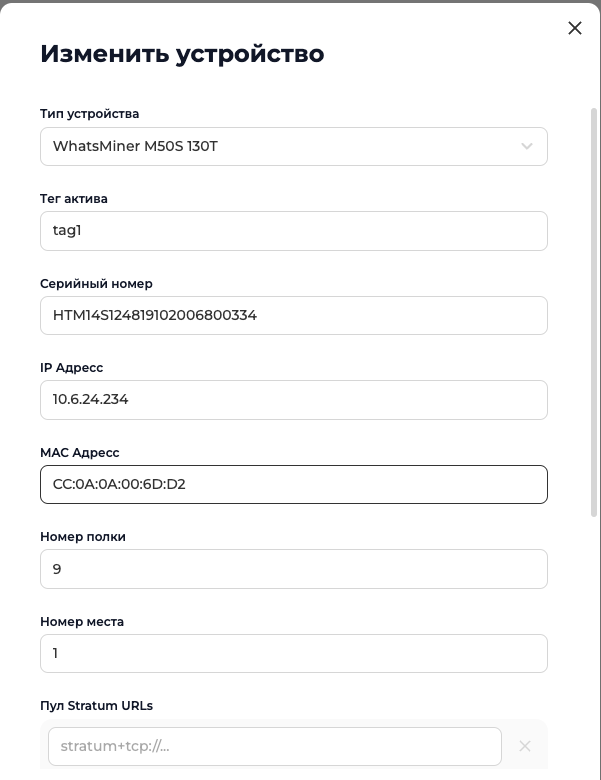 Изменить устройство
Тип устройства
WhatsMiner M50S 130T
Тег актива
tag1
Серийный номер
HTM14S124819102006800334
IP Адресс
10.6.24.234
MAC Адресс
CC:0A:0A:00:6D:D2
Номер полки
9
Номер места
1
Пул Stratum URLs
stratum+tcp://...